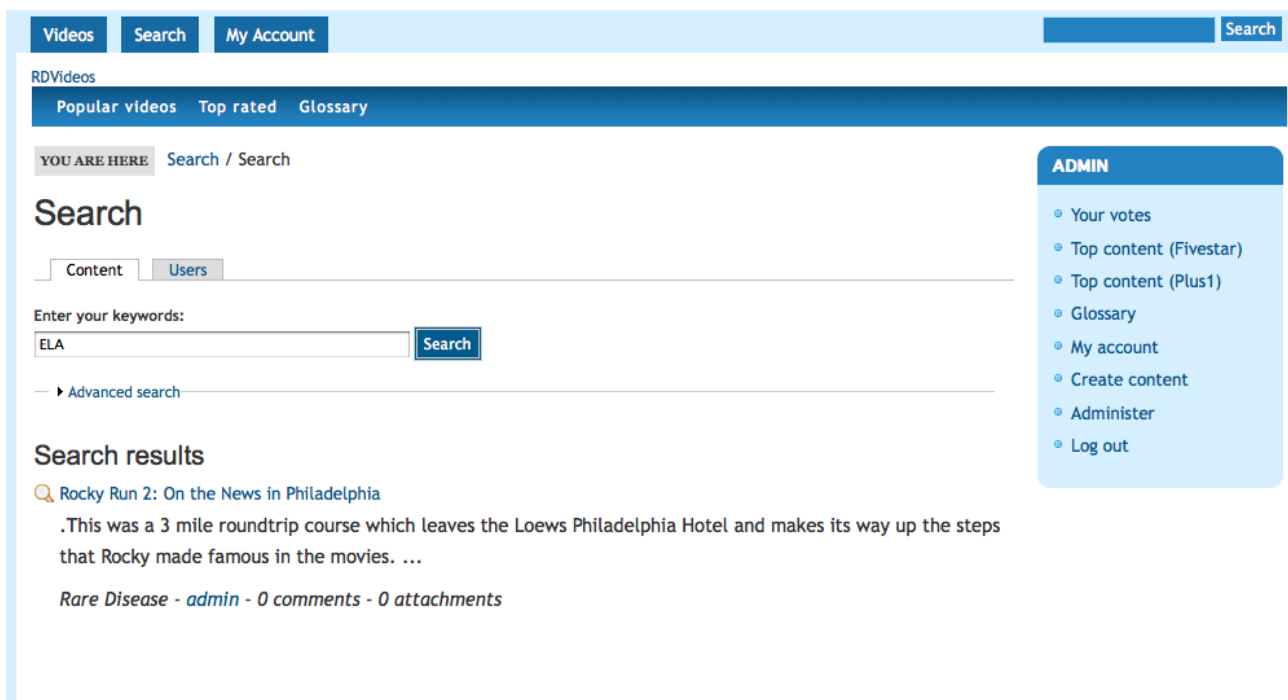 Videos Search My Account Search
RDVideos
Popular videos Top rated Glossary
YOU ARE HERE Search / Search
Search
Content Users
Enter your keywords:
ELA Search
Advanced search
Search results
Rocky Run 2: On the News in Philadelphia
.This was a 3 mile roundtrip course which leaves the Loews Philadelphia Hotel and makes its way up the steps
that Rocky made famous in the movies. ...
Rare Disease - admin - 0 comments - 0 attachments
ADMIN
Your votes
Top content (Fivestar)
Top content (Plus1)
Glossary
My account
Create content
Administer
Log out